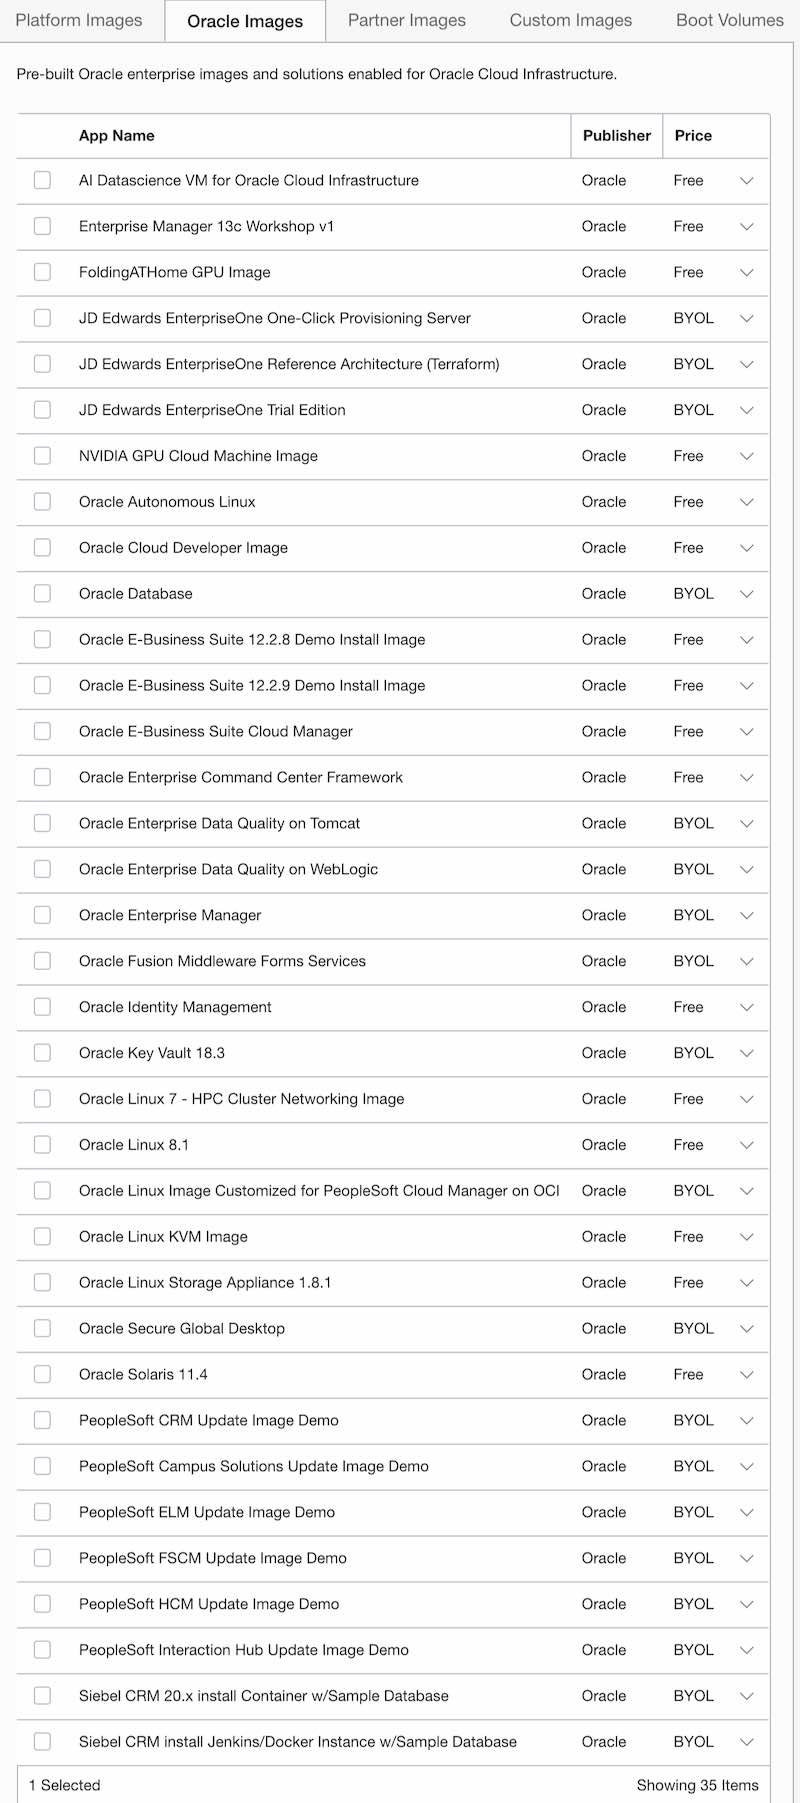 Platform Images Oracle Images Partner Images Custom Images Boot Volumes
Pre-built Oracle enterprise images and solutions enabled for Oracle Cloud Infrastructure.
App Name Publisher Price
AI Datascience VM for Oracle Cloud Infrastructure Oracle Free
Enterprise Manager 13c Workshop v1 Oracle Free
FoldingATHome GPU Image Oracle Free
JD Edwards EnterpriseOne One-Click Provisioning Server Oracle BYOL
JD Edwards EnterpriseOne Reference Architecture (Terraform) Oracle BYOL
JD Edwards EnterpriseOne Trial Edition Oracle BYOL
NVIDIA GPU Cloud Machine Image Oracle Free
Oracle Autonomous Linux Oracle Free
Oracle Cloud Developer Image Oracle Free
Oracle Database Oracle BYOL
Oracle E-Business Suite 12.2.8 Demo Install Image Oracle Free
Oracle E-Business Suite 12.2.9 Demo Install Image Oracle Free
Oracle E-Business Suite Cloud Manager Oracle Free
Oracle Enterprise Command Center Framework Oracle Free
Oracle Enterprise Data Quality on Tomcat Oracle BYOL
Oracle Enterprise Data Quality on WebLogic Oracle BYOL
Oracle Enterprise Manager Oracle BYOL
Oracle Fusion Middleware Forms Services Oracle BYOL
Oracle Identity Management Oracle Free
Oracle Key Vault 18.3 Oracle BYOL
Oracle Linux 7 - HPC Cluster Networking Image Oracle Free
Oracle Linux 8.1 Oracle Free
Oracle Linux Image Customized for PeopleSoft Cloud Manager on OCI Oracle BYOL
Oracle Linux KVM Image Oracle Free
Oracle Linux Storage Appliance 1.8.1 Oracle Free
Oracle Secure Global Desktop Oracle BYOL
Oracle Solaris 11.4 Oracle Free
PeopleSoft CRM Update Image Demo Oracle BYOL
PeopleSoft Campus Solutions Update Image Demo Oracle BYOL
PeopleSoft ELM Update Image Demo Oracle BYOL
PeopleSoft FSCM Update Image Demo Oracle BYOL
PeopleSoft HCM Update Image Demo Oracle BYOL
PeopleSoft Interaction Hub Update Image Demo Oracle BYOL
Siebel CRM 20.x install Container w/Sample Database Oracle BYOL
Siebel CRM install Jenkins/Docker Instance w/Sample Database Oracle BYOL
1 Selected Showing 35 Items